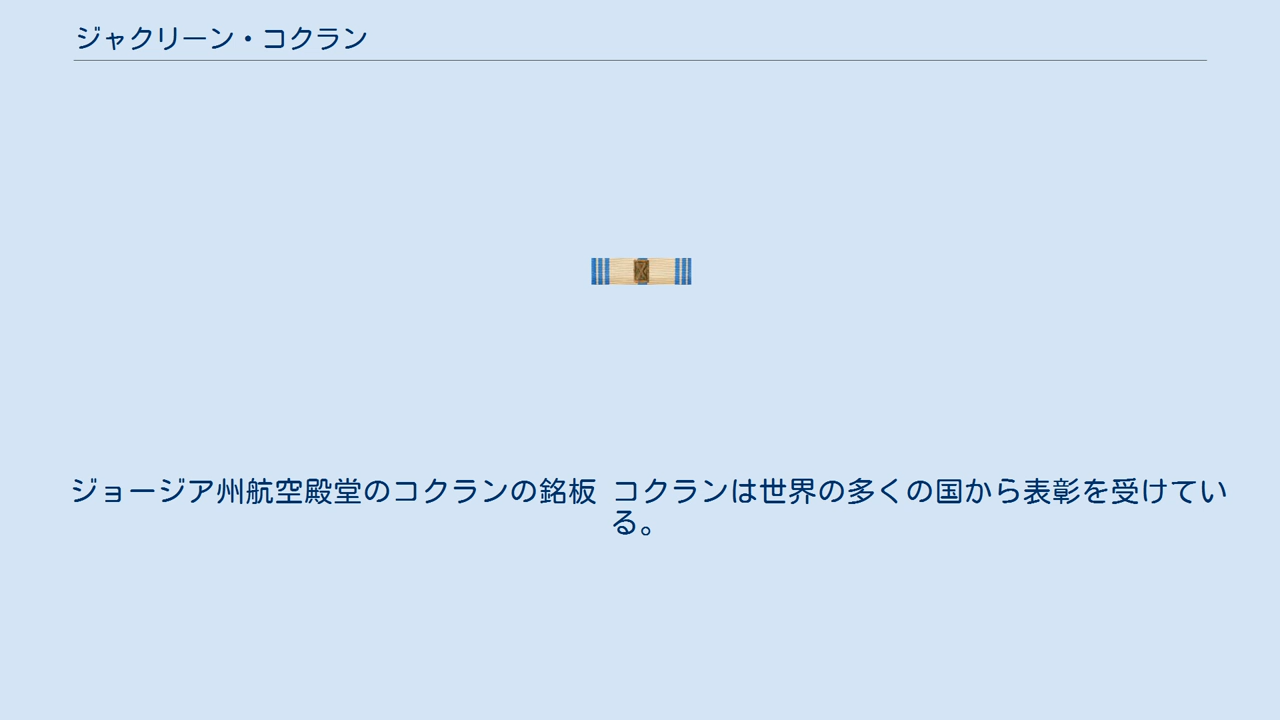 ジャクリーン・コクラン
ジョージア州航空殿堂のコクランの銘板 コクランは世界の多くの国から表彰を受けてい
る。